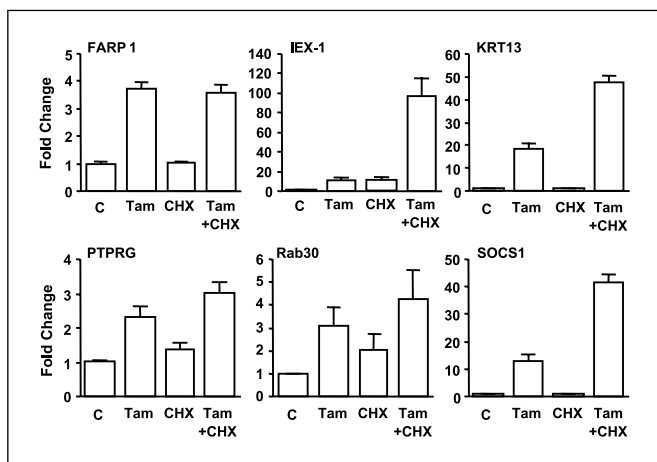 FARP 1
IEX-1
KRT13
Fold Change
5
4
3
2
1
0
140
120
100
80
60
40
20
0
60
50
40
30
20
10
0
C Tam CHX Tam +CHX
C Tam CHX Tam +CHX
C Tam CHX Tam +CHX
PTPRG
Rab30
SOCS1
Fold Change
4
3
2
1
0
6
5
4
3
2
1
0
50
40
30
20
10
0
C Tam CHX Tam +CHX
C Tam CHX Tam +CHX
C Tam CHX Tam +CHX